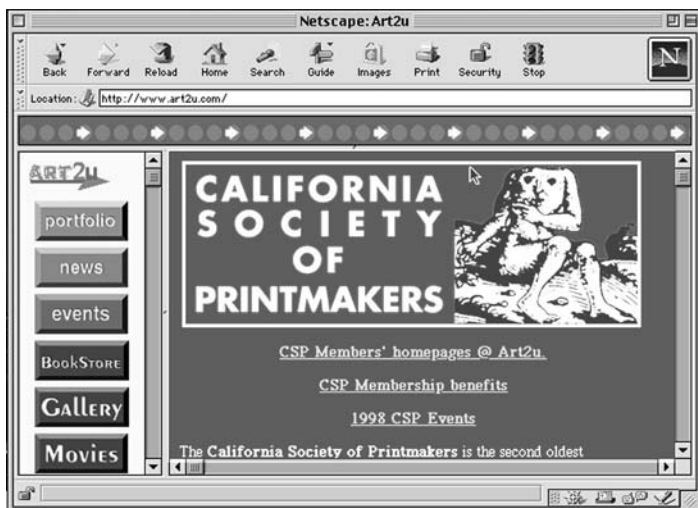 Netscape: Art2u
Back Forward Reload Home Search Guide Images Print Security Stop
N
Location: http://www.art2u.com/
ART2u
portfolio
news
events
BookStore
Gallery
Movies
CALIFORNIA
SOCIETY
OF
PRINTMAKERS
CSP Members' homepages @ Art2u.
CSP Membership benefits
1998 CSP Events
The California Society of Printmakers is the second oldest